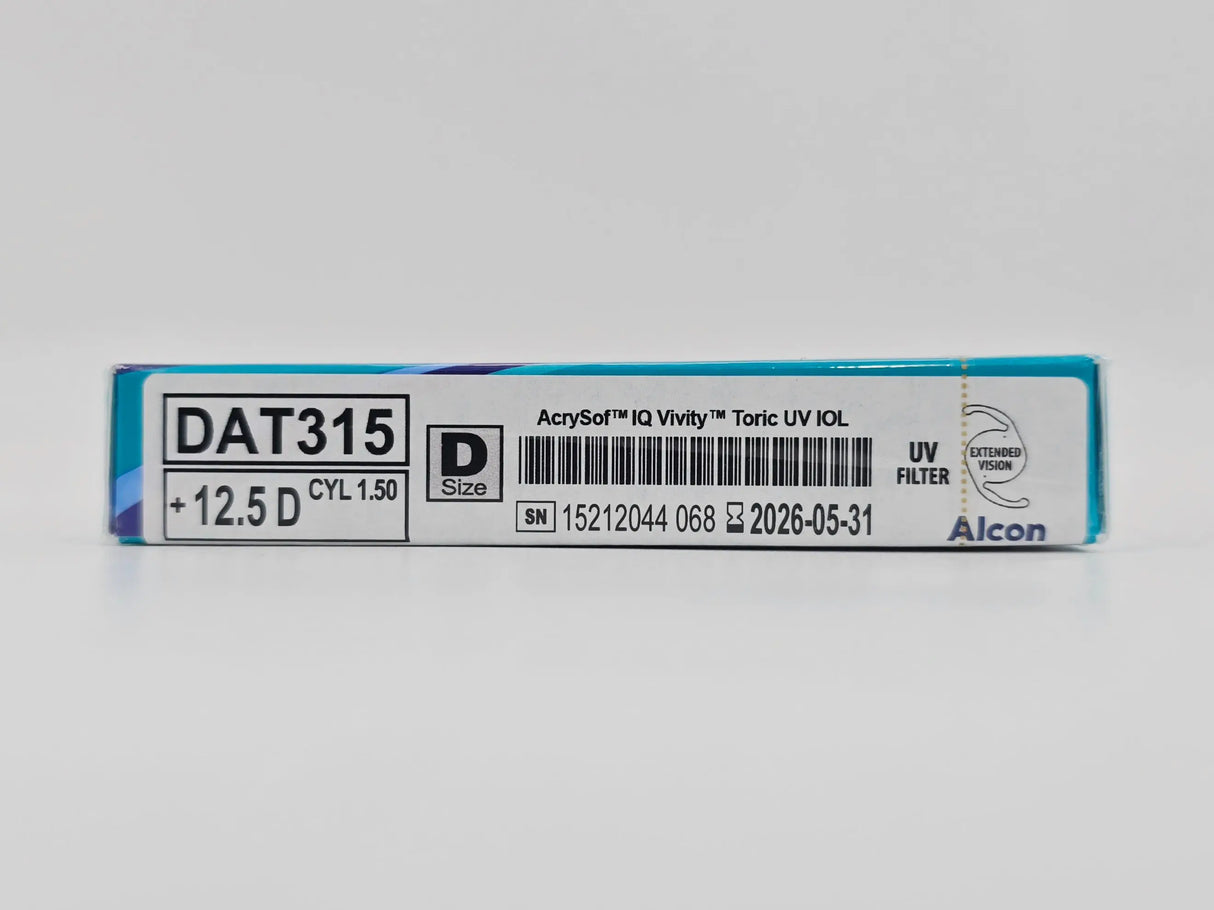 DAT315
+ 12.5 D CYL 1.50
D
Size
AcrySof™ IQ Vivity™ Toric UV IOL
SN 15212044 068 2026-05-31
UV
FILTER
EXTENDED
VISION
Alcon